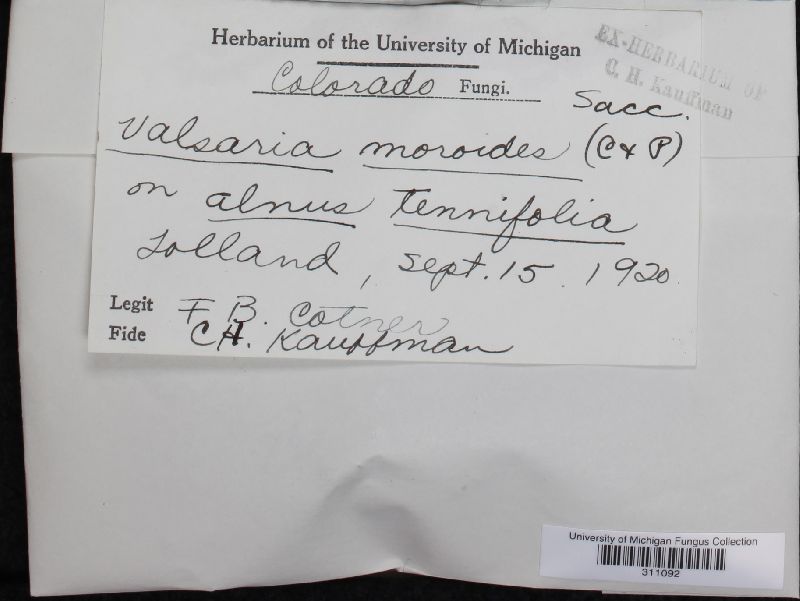 Herbarium of the University of Michigan
EX-HERBARIUM OF
C. H. Kauffman
Colorado Fungi.
Sacc.
Valsaria moroides (C & P)
on alnus tennifolia
Tolland, Sept. 15. 1920
Legit F B. Cotner
Fide C H. Kauffman
University of Michigan Fungus Collection
311092